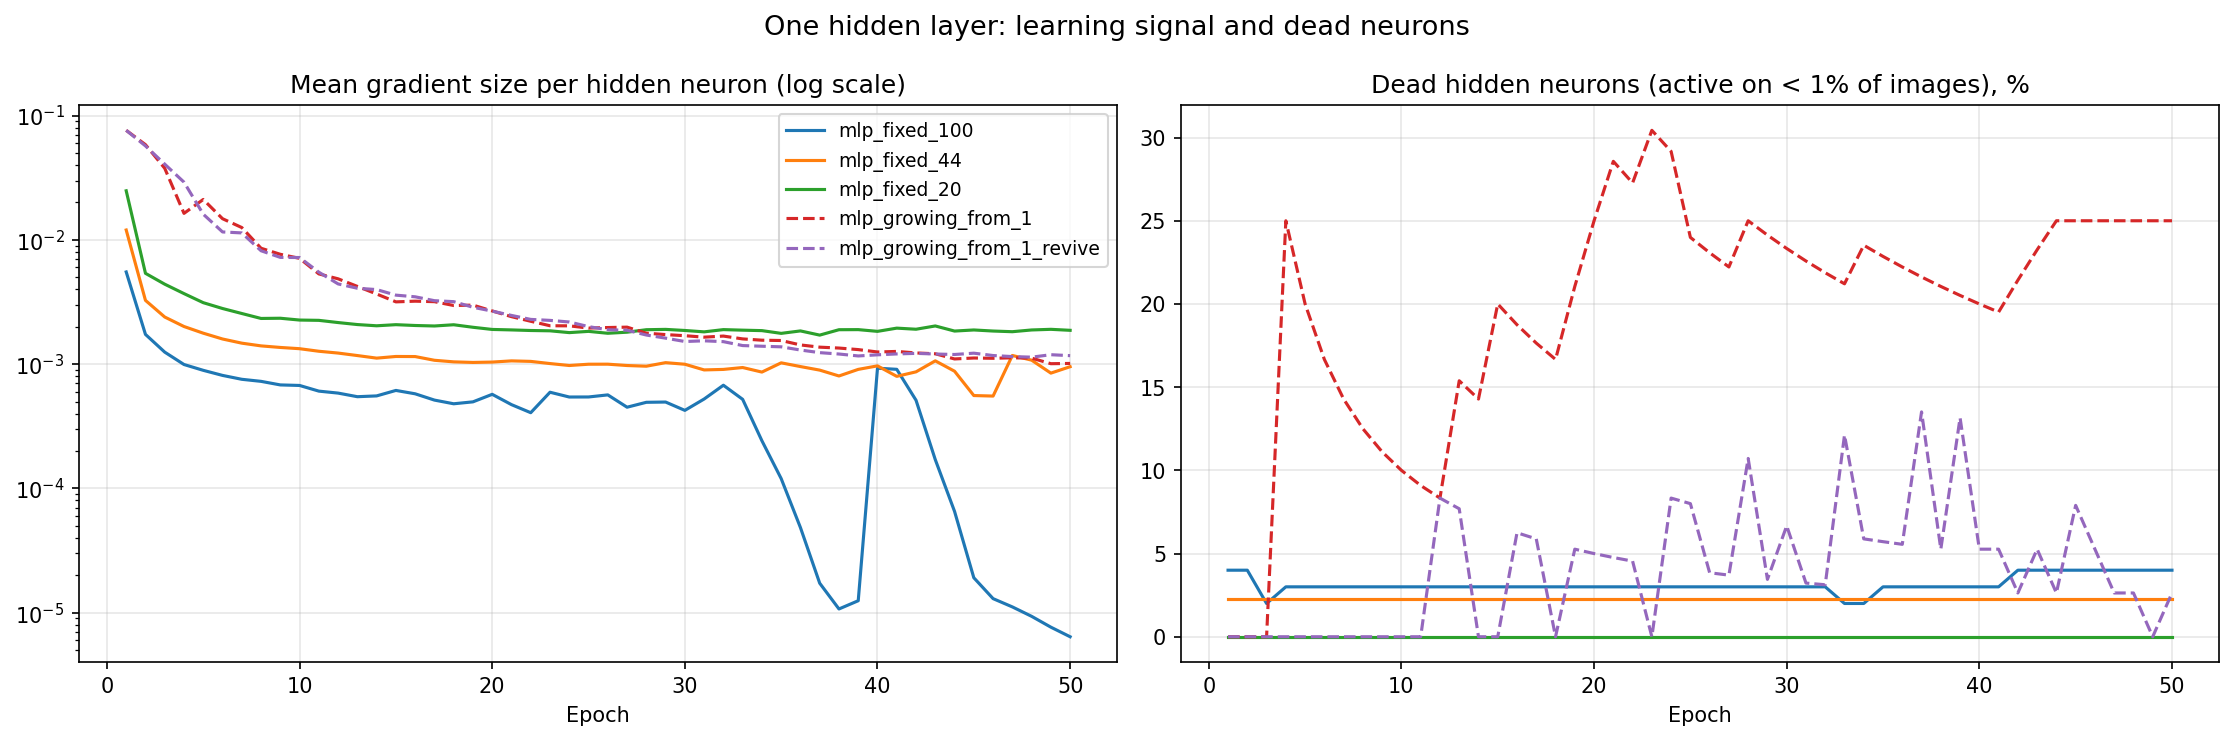 One hidden layer: learning signal and dead neurons
Mean gradient size per hidden neuron (log scale)
10⁻¹
10⁻²
10⁻³
10⁻⁴
10⁻⁵
mlp_fixed_100
mlp_fixed_44
mlp_fixed_20
mlp_growing_from_1
mlp_growing_from_1_revive
0 10 20 30 40 50
Epoch
Dead hidden neurons (active on < 1% of images), %
30
25
20
15
10
5
0
0 10 20 30 40 50
Epoch